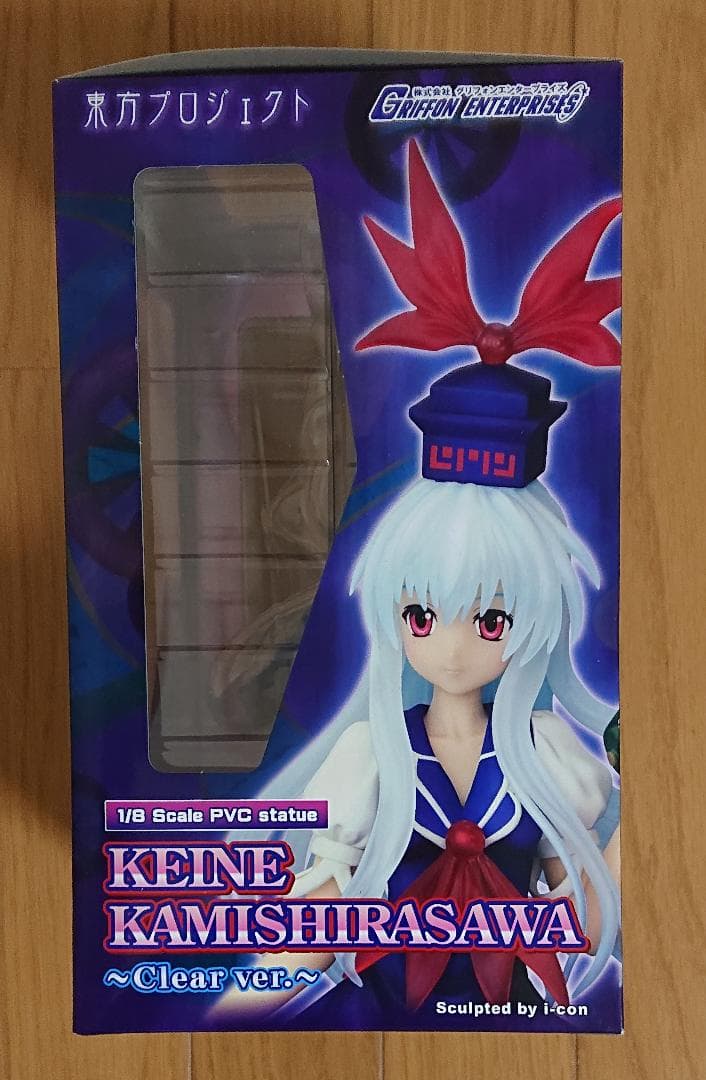 東方プロジェクト
株式会社 グリフォンエンタープライズ
GRIFFON ENTERPRISES
1/8 Scale PVC statue
KEINE
KAMISHIRASAWA
~Clear ver.~
Sculpted by i-con